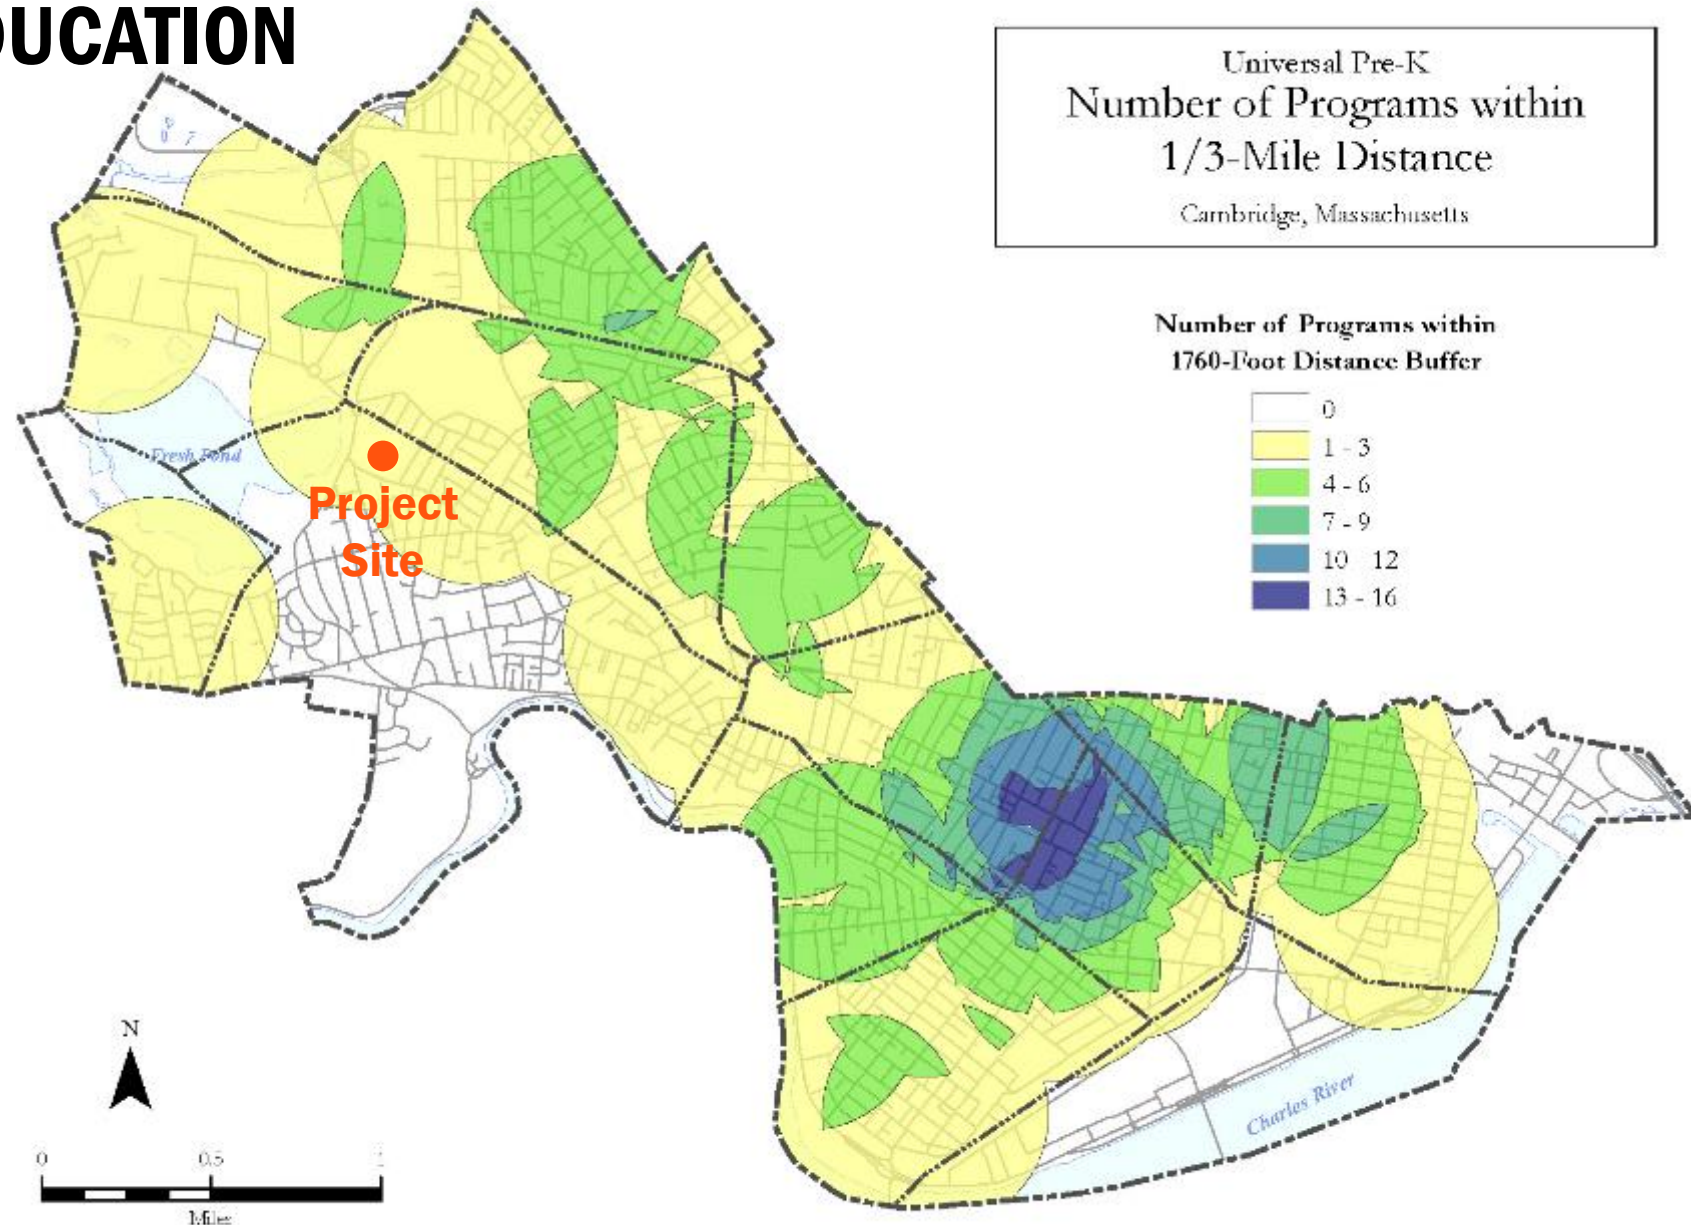 DUCATION
Universal Pre-K
Number of Programs within
1/3-Mile Distance
Cambridge, Massachusetts
Number of Programs within
1760-Foot Distance Buffer
0
1 - 3
4 - 6
7 - 9
10 12
13 - 16
Fresh Pond
Project
Site
Charles River
N
0 0.5 1
Miles